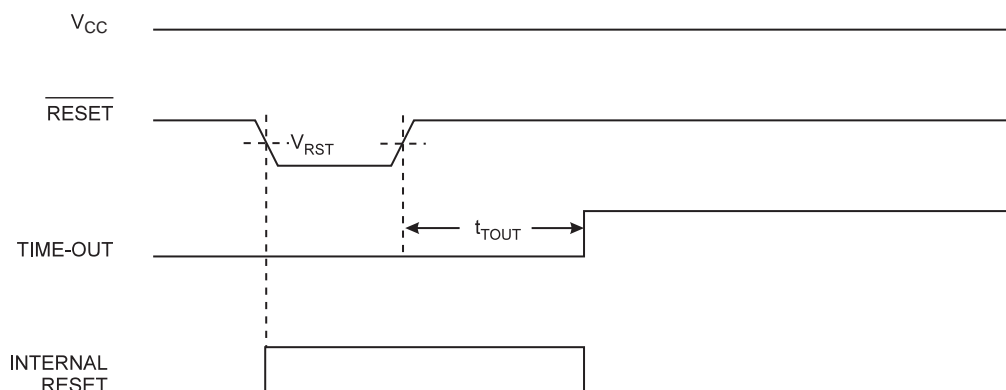 VCC
RESET
VRST
tTOUT
TIME-OUT
INTERNAL
RESET